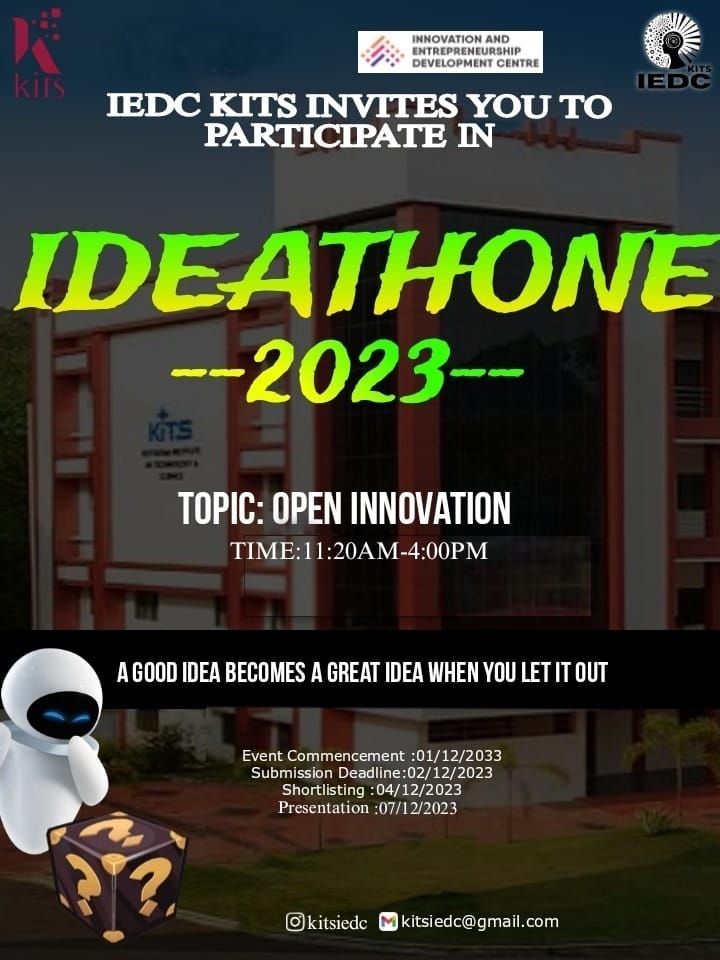 kits
INNOVATION AND
ENTREPRENEURSHIP
DEVELOPMENT CENTRE
KITS
IEDC
IEDC KITS INVITES YOU TO
PARTICIPATE IN
IDEATHONE
--2023--
KITS
TOPIC: OPEN INNOVATION
TIME:11:20AM-4:00PM
A GOOD IDEA BECOMES A GREAT IDEA WHEN YOU LET IT OUT
Event Commencement :01/12/2033
Submission Deadline:02/12/2023
Shortlisting :04/12/2023
Presentation :07/12/2023
kitsiedc kitsiedc@gmail.com